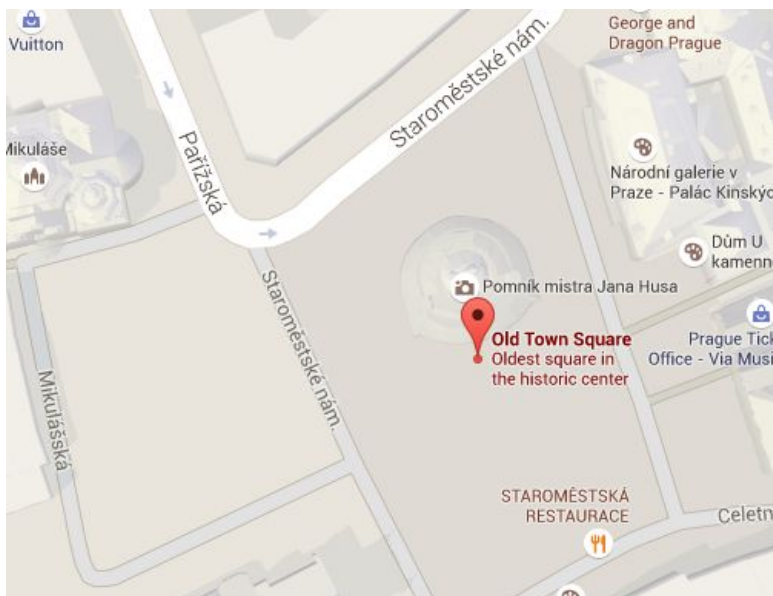 Vuitton
George and
Dragon Prague
Staroměstské nám.
Pařížská
Mikuláše
Národní galerie v
Praze - Palác Kinskýc
Dům U
kamenn
Pomník mistra Jana Husa
Staroměstské nám.
Old Town Square
Oldest square in
the historic center
Prague Tick
Office - Via Musi
Mikulášská
STAROMĚSTSKÁ
RESTAURACE
Celetn